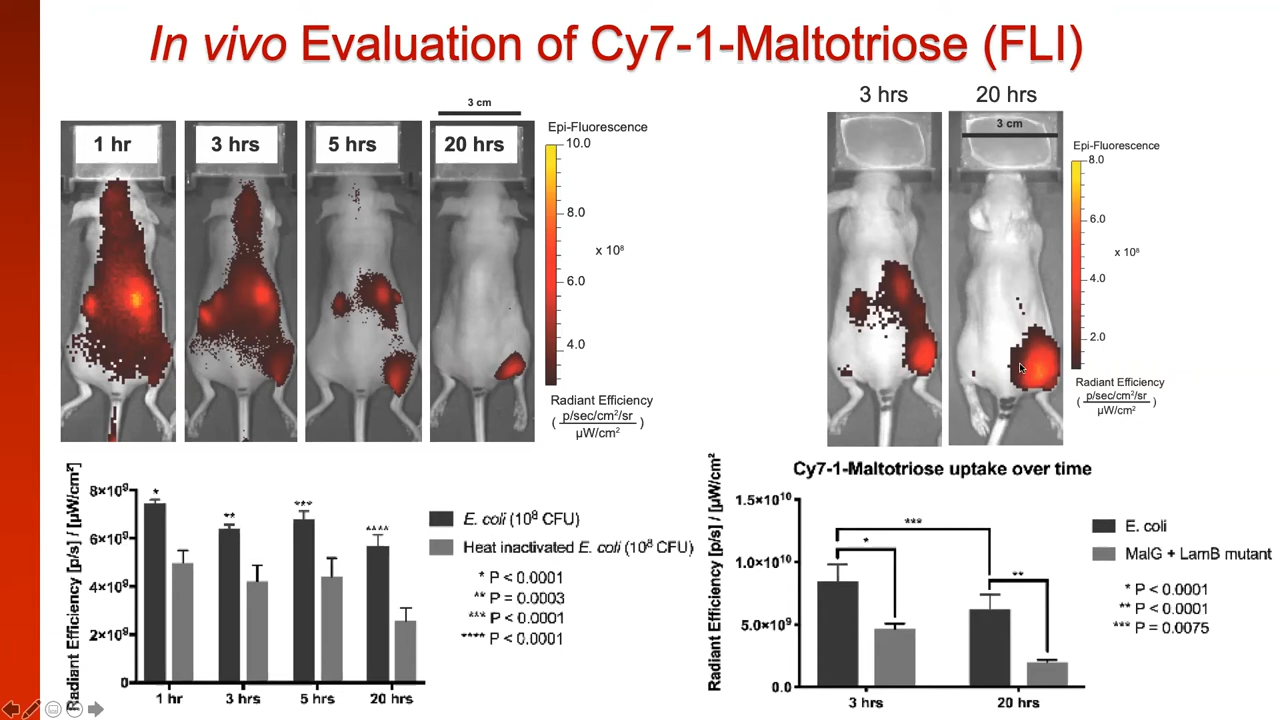 In vivo Evaluation of Cy7-1-Maltotriose (FLI)
1 hr
3 hrs
5 hrs
3 cm
20 hrs
Epi-Fluorescence
10.0
8.0
x 10⁸
6.0
4.0
Radiant Efficiency
( p/sec/cm²/sr )
µW/cm²
3 hrs
20 hrs
3 cm
Epi-Fluorescence
8.0
6.0
x 10⁸
4.0
2.0
Radiant Efficiency
( p/sec/cm²/sr )
µW/cm²
Radiant Efficiency [p/s] / [µW/cm²]
8×10⁹
6×10⁹
4×10⁹
2×10⁹
0
*
**
***
****
1 hr
3 hrs
5 hrs
20 hrs
E. coli (10⁸ CFU)
Heat inactivated E. coli (10⁸ CFU)
* P < 0.0001
** P = 0.0003
*** P < 0.0001
**** P < 0.0001
Cy7-1-Maltotriose uptake over time
Radiant Efficiency [p/s] / [µW/cm²
1.5×10¹⁰
1.0×10¹⁰
5.0×10⁹
0.0
***
*
**
3 hrs
20 hrs
E. coli
MalG + LamB mutant
* P < 0.0001
** P < 0.0001
*** P = 0.0075